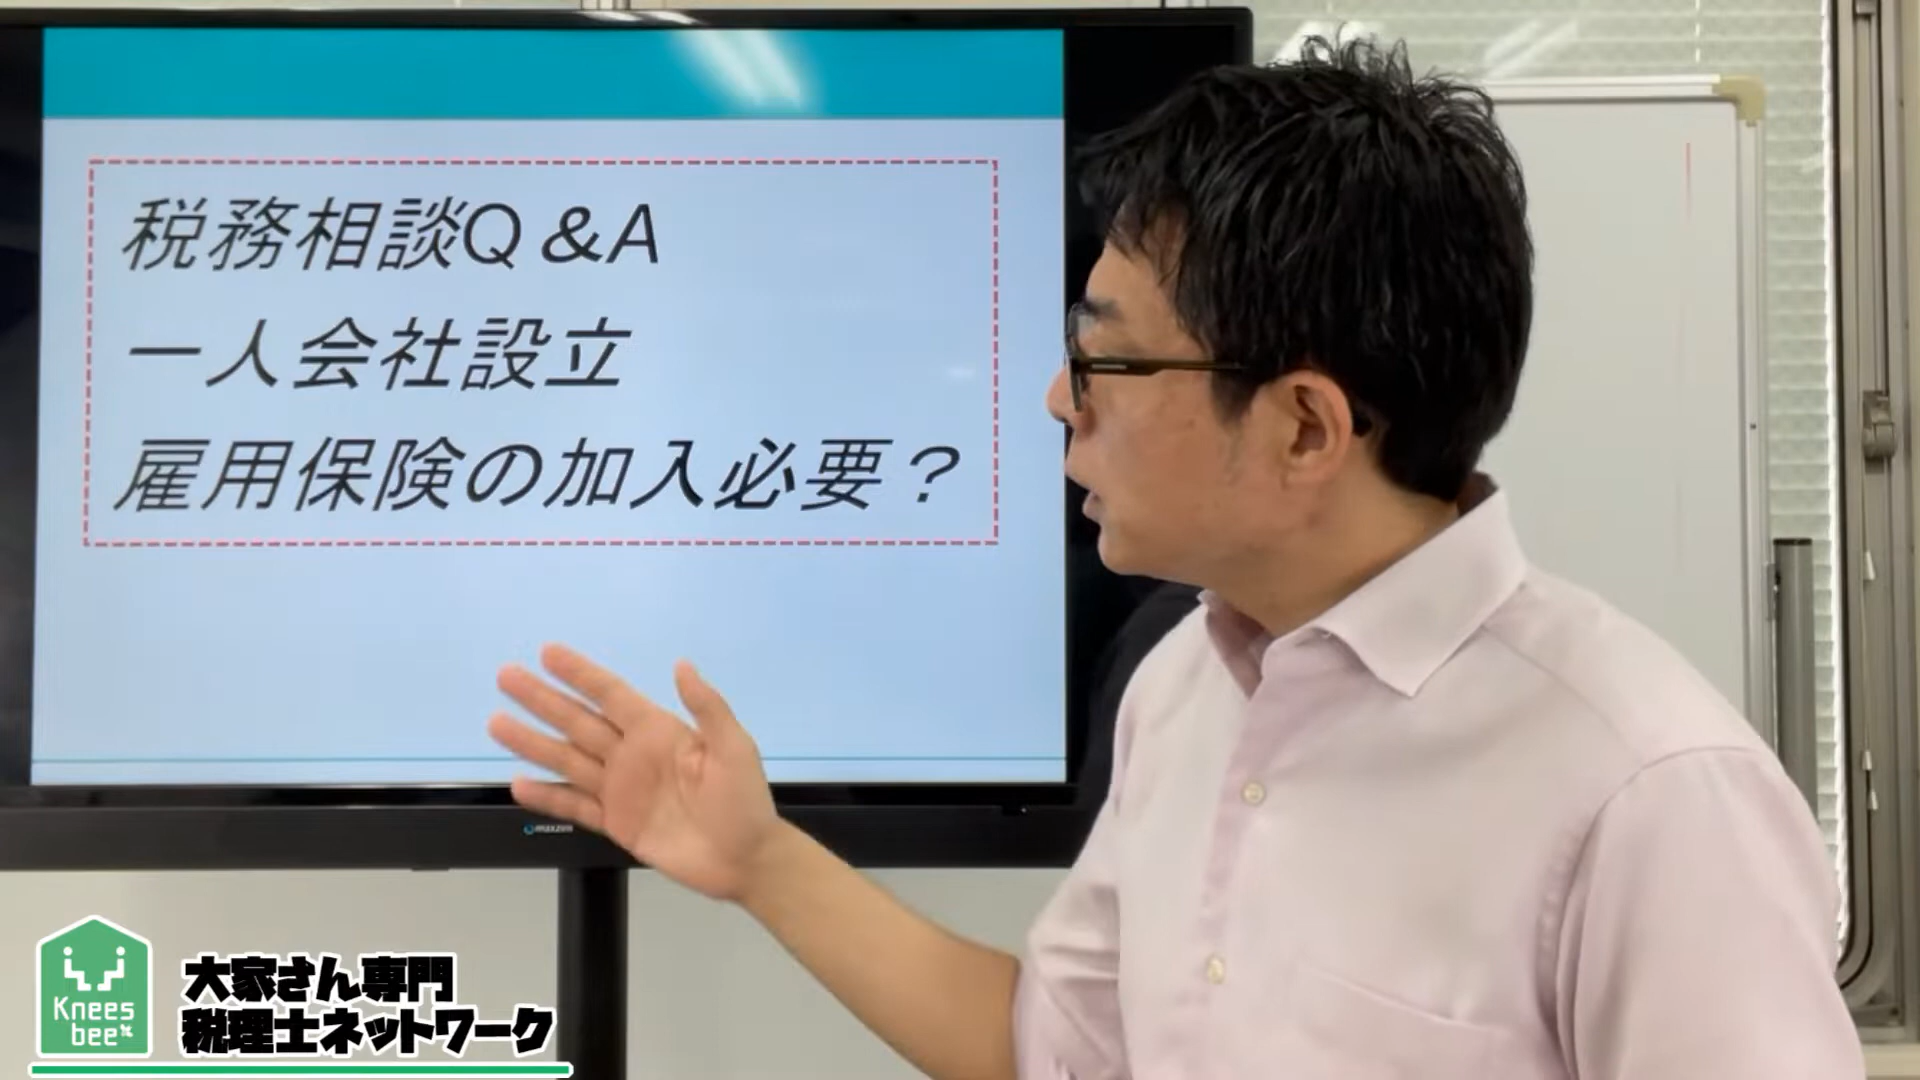 税務相談Q&A
一人会社設立
雇用保険の加入必要？
maxzen
Knees
bee
大家さん専門
税理士ネットワーク